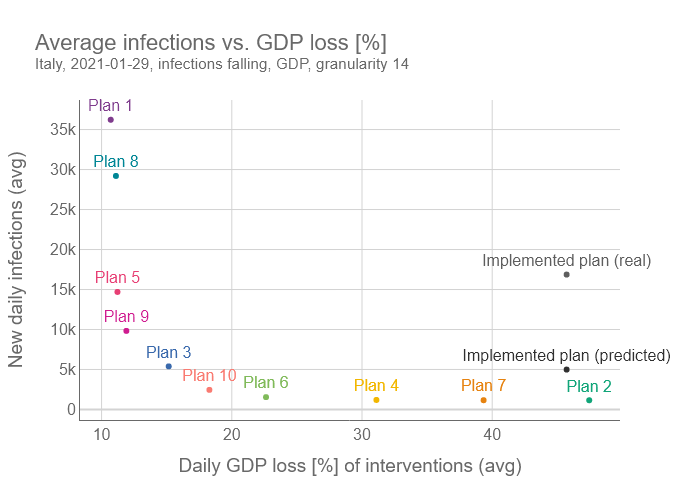 Average infections vs. GDP loss [%]
Italy, 2021-01-29, infections falling, GDP, granularity 14
New daily infections (avg)
35k
30k
25k
20k
15k
10k
5k
0
Plan 1
Plan 8
Implemented plan (real)
Plan 5
Plan 9
Plan 3
Implemented plan (predicted)
Plan 10
Plan 6
Plan 4
Plan 7
Plan 2
10
20
30
40
Daily GDP loss [%] of interventions (avg)